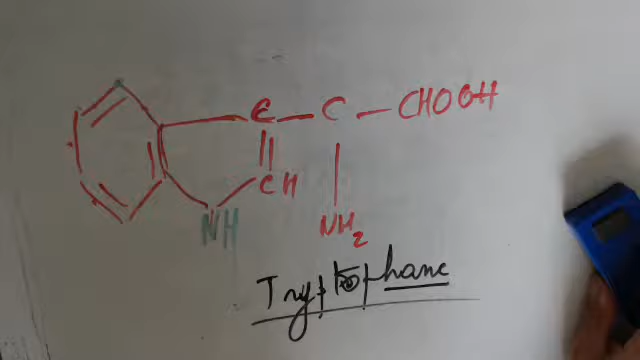 C — C — CHOOH
CH
NH NH₂
Tryptophane